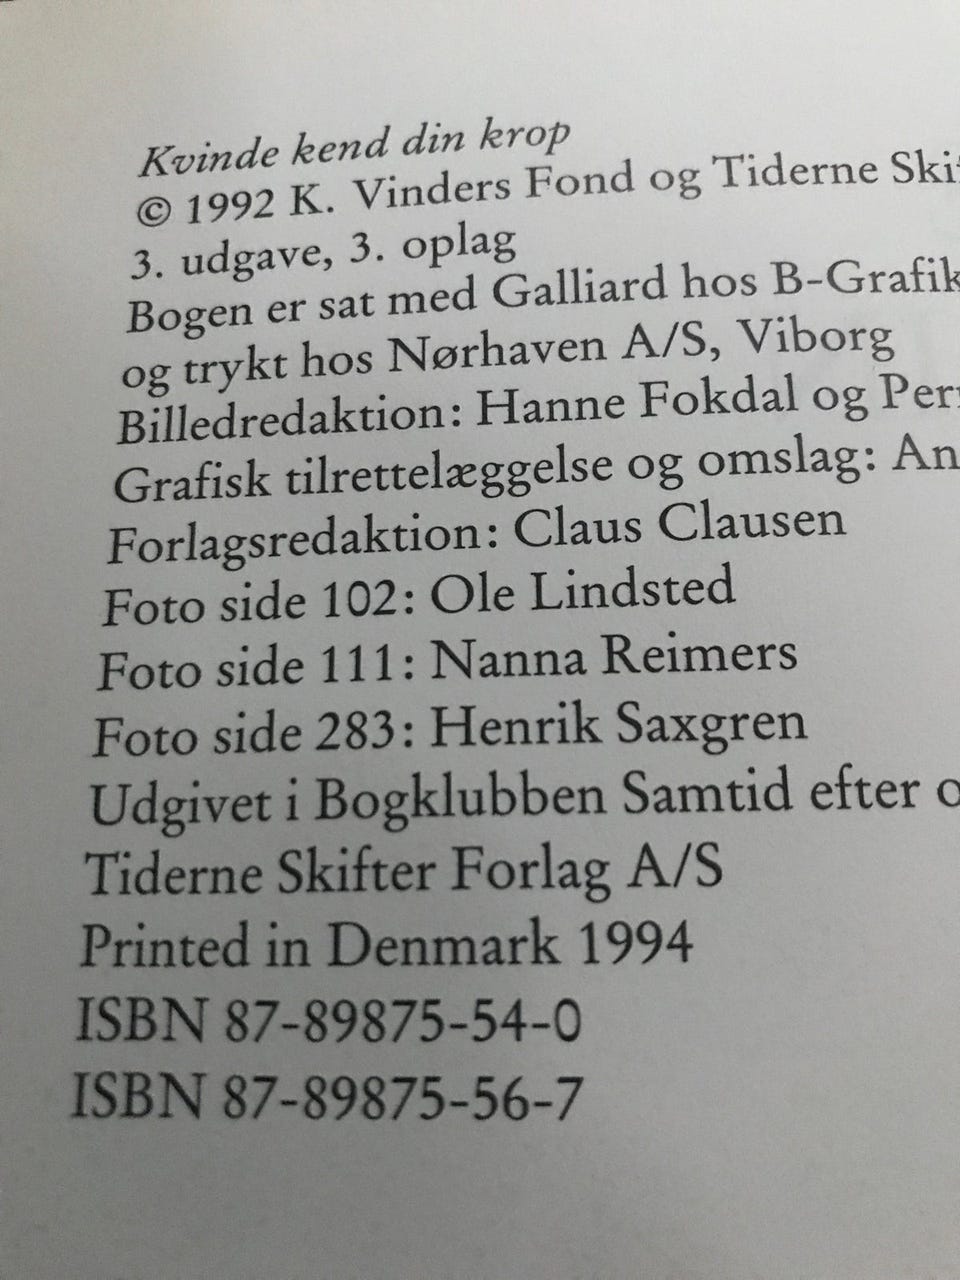 Kvinde kend din krop
© 1992 K. Vinders Fond og Tiderne
3. udgave, 3. oplag
Bogen er sat med Galliard hos B-Grafik
og trykt hos Nørhaven A/S, Viborg
Billedredaktion: Hanne Fokdal og
Grafisk tilrettelæggelse og omslag:
Forlagsredaktion: Claus Clausen
Foto side 102: Ole Lindsted
Foto side 111: Nanna Reimers
Foto side 283: Henrik Saxgren
Udgivet i Bogklubben Samtid efter
Tiderne Skifter Forlag A/S
Printed in Denmark 1994
ISBN 87-89875-54-0
ISBN 87-89875-56-7